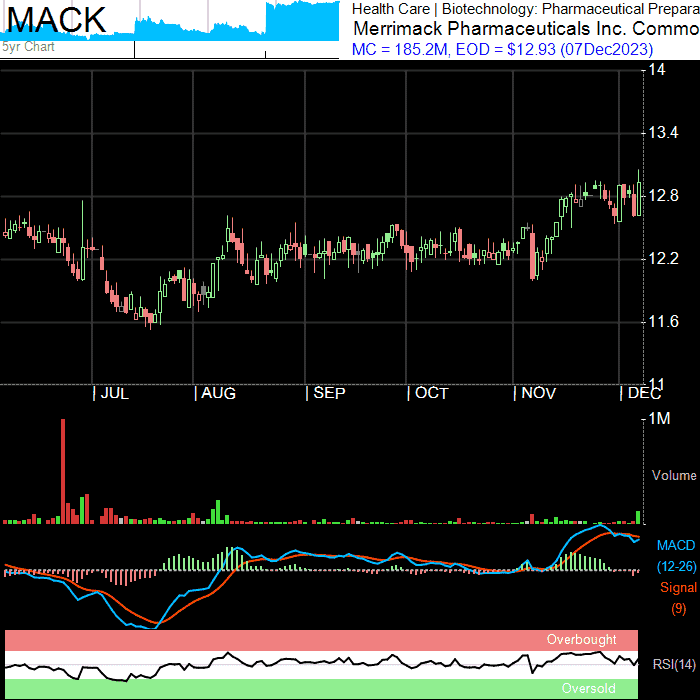 MACK
Health Care | Biotechnology: Pharmaceutical Prepara
Merrimack Pharmaceuticals Inc. Commo
5yr Chart
MC = 185.2M, EOD = $12.93 (07Dec2023)
14
13.4
12.8
12.2
11.6
11
| JUL | AUG | SEP | OCT | NOV | DEC
1M
Volume
MACD
(12-26)
Signal
(9)
Overbought
RSI(14)
Oversold